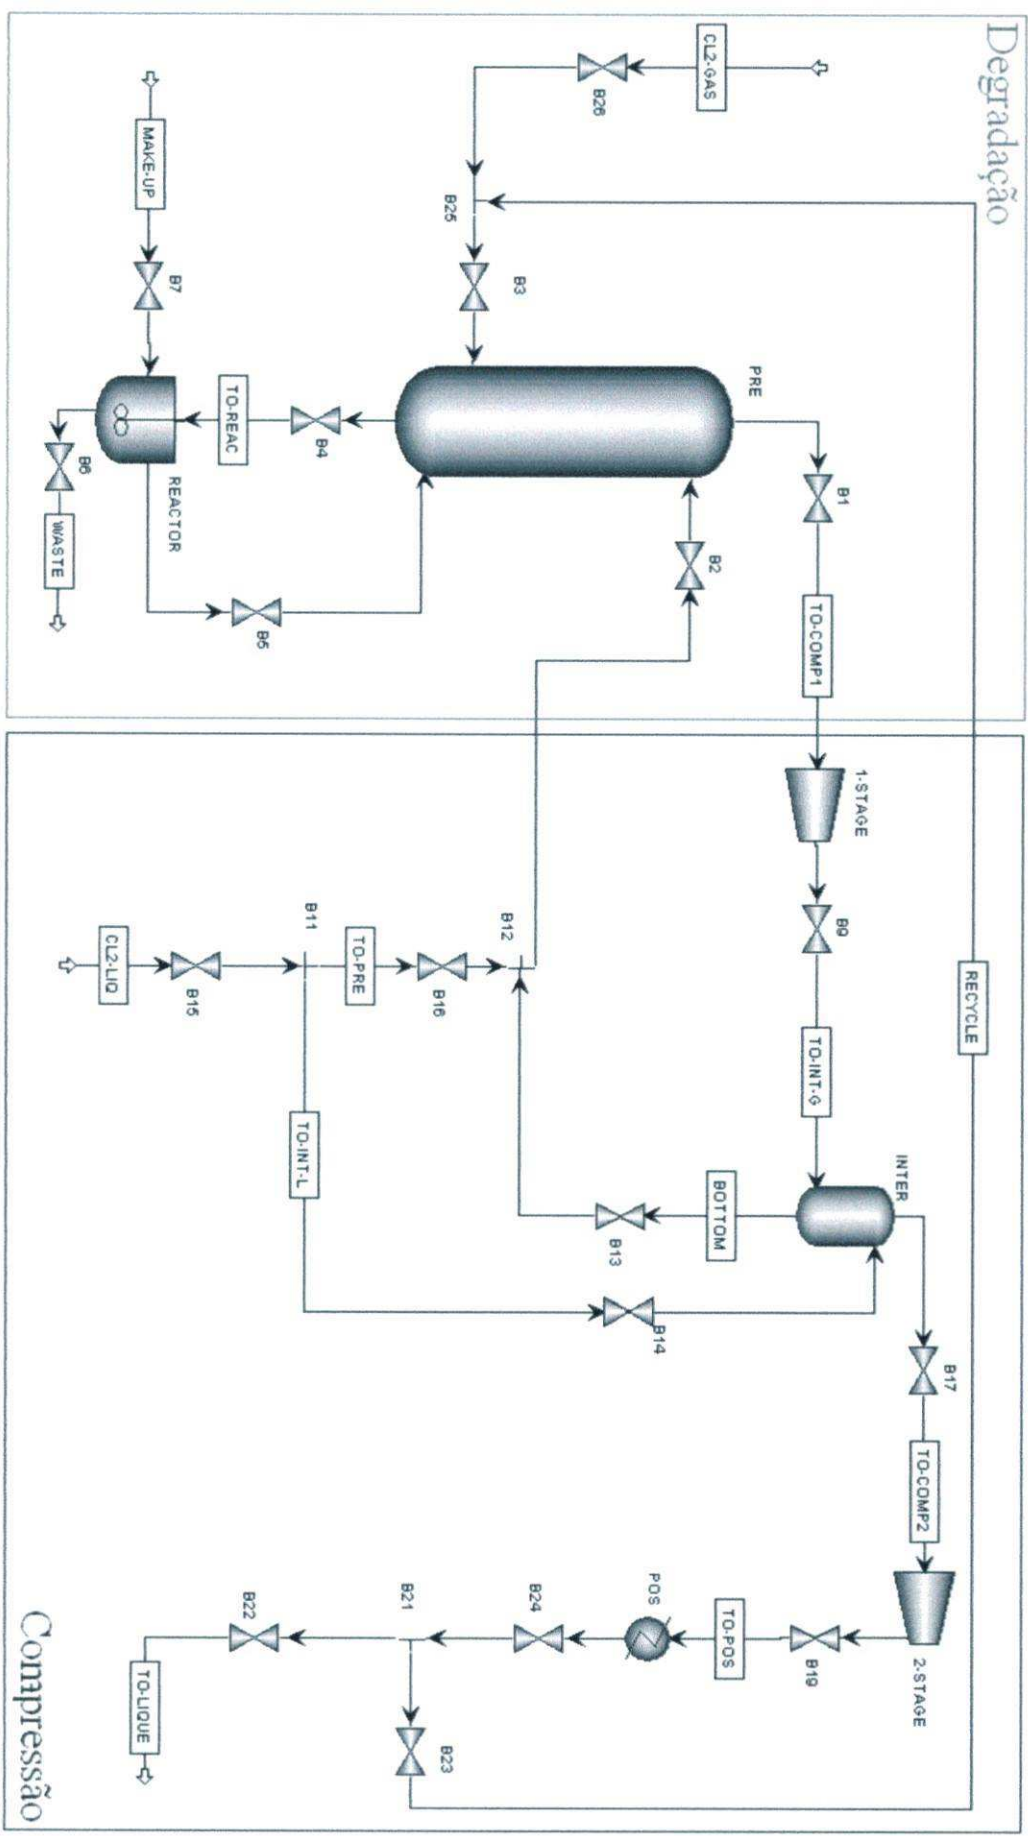 Degradação
RECYCLE
B17
TO-COMP2
2-STAGE
INTER
1-STAGE
B1
B9
TO-COMP1
TO-INT-G
B19
PRE
TO-POS
BOTTOM
B2
CL2-GAS
POS
B14
B13
B26
B24
B3
B12
B25
B23
B16
B21
TO-PRE
B4
B11
TO-INT-L
B5
B22
TO-REAC
B15
B7
REACTOR
MAKE-UP
TO-LIQUE
CL2-LIQ
B6
WASTE
Compressão